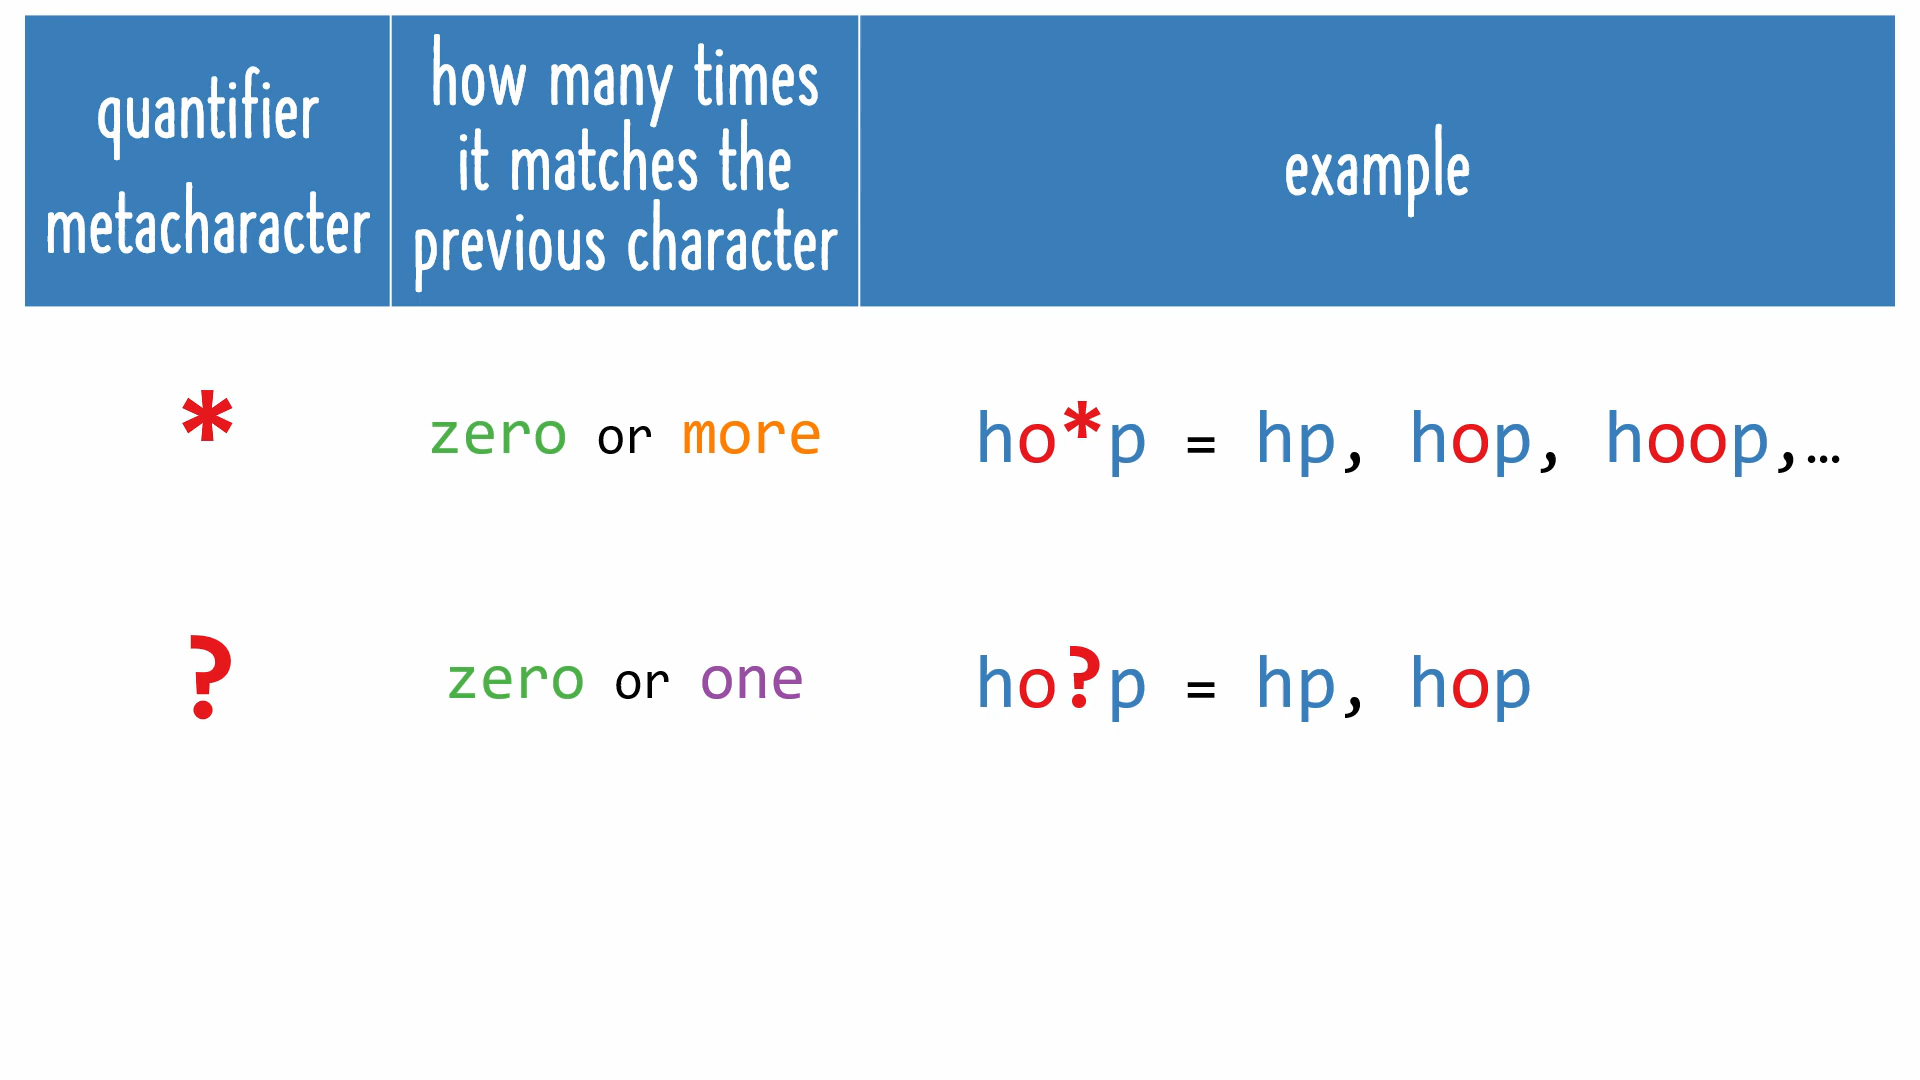 quantifier
metacharacter
how many times
it matches the
previous character
example
* zero or more ho*p = hp, hop, hoop,…
? zero or one ho?p = hp, hop